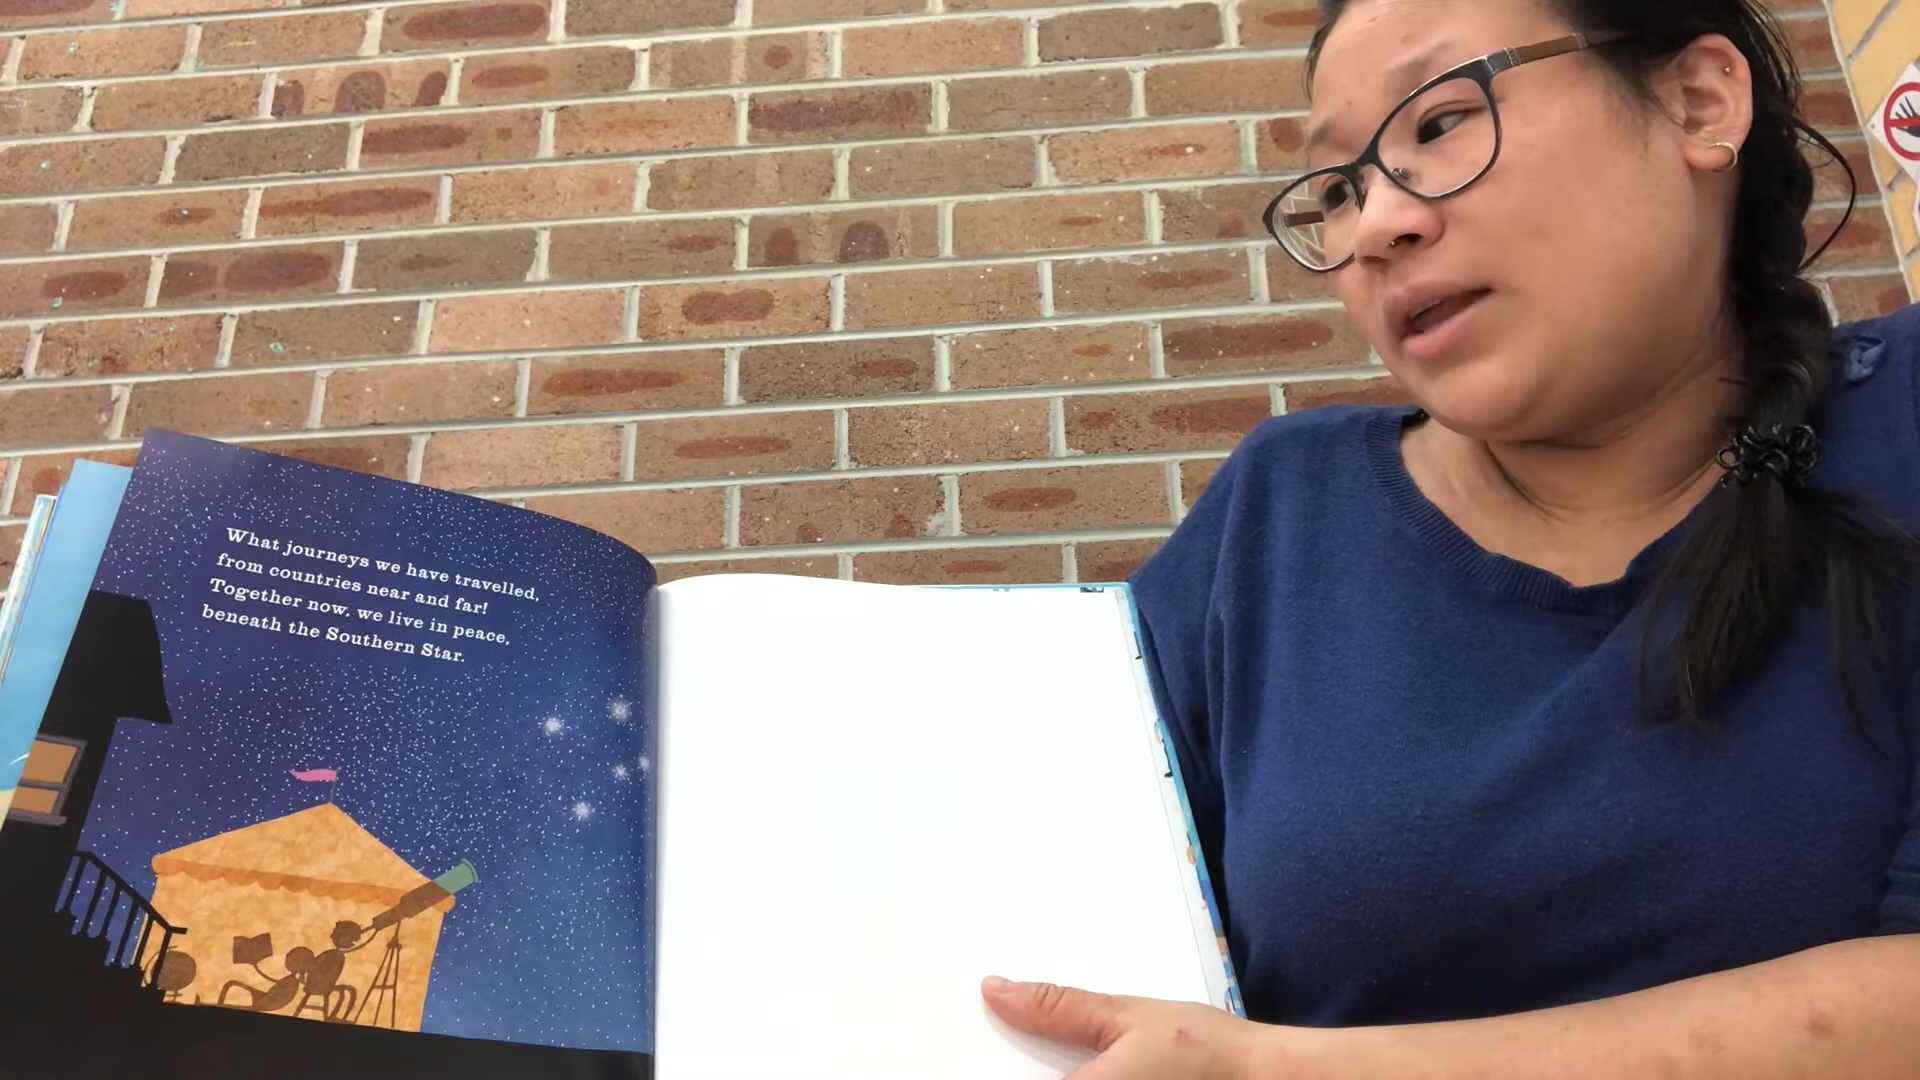 What journeys we have travelled,
from countries near and far!
Together now, we live in peace,
beneath the Southern Star.